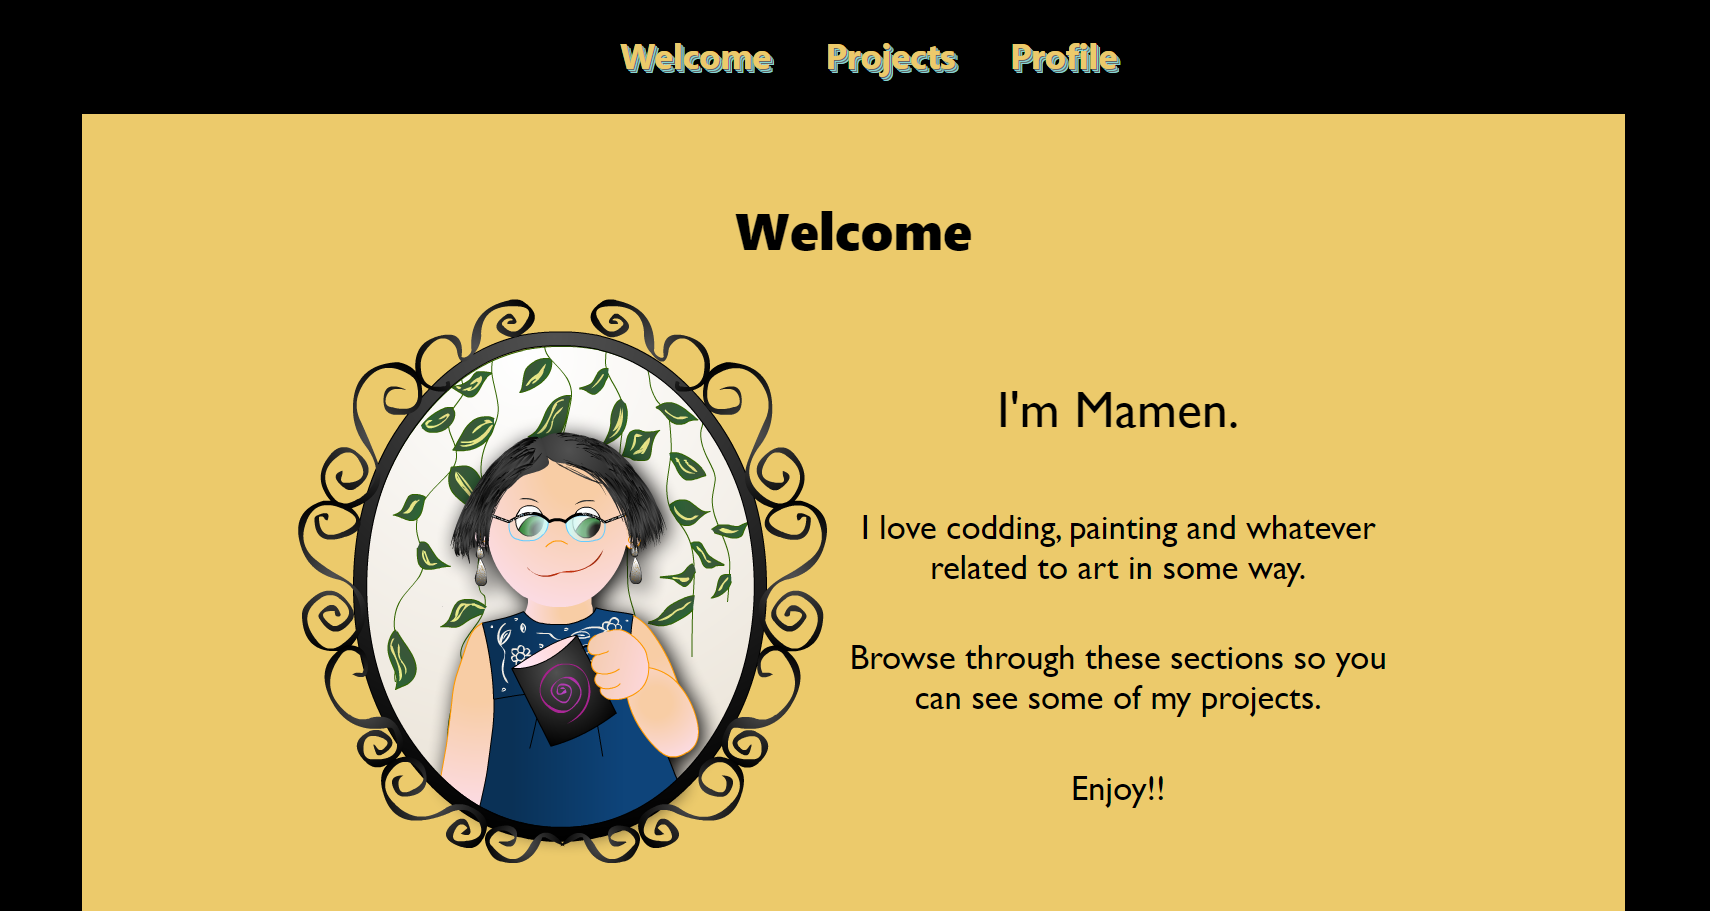 Welcome Projects Profile
Welcome
I'm Mamen.
I love codding, painting and whatever
related to art in some way.
Browse through these sections so you
can see some of my projects.
Enjoy!!